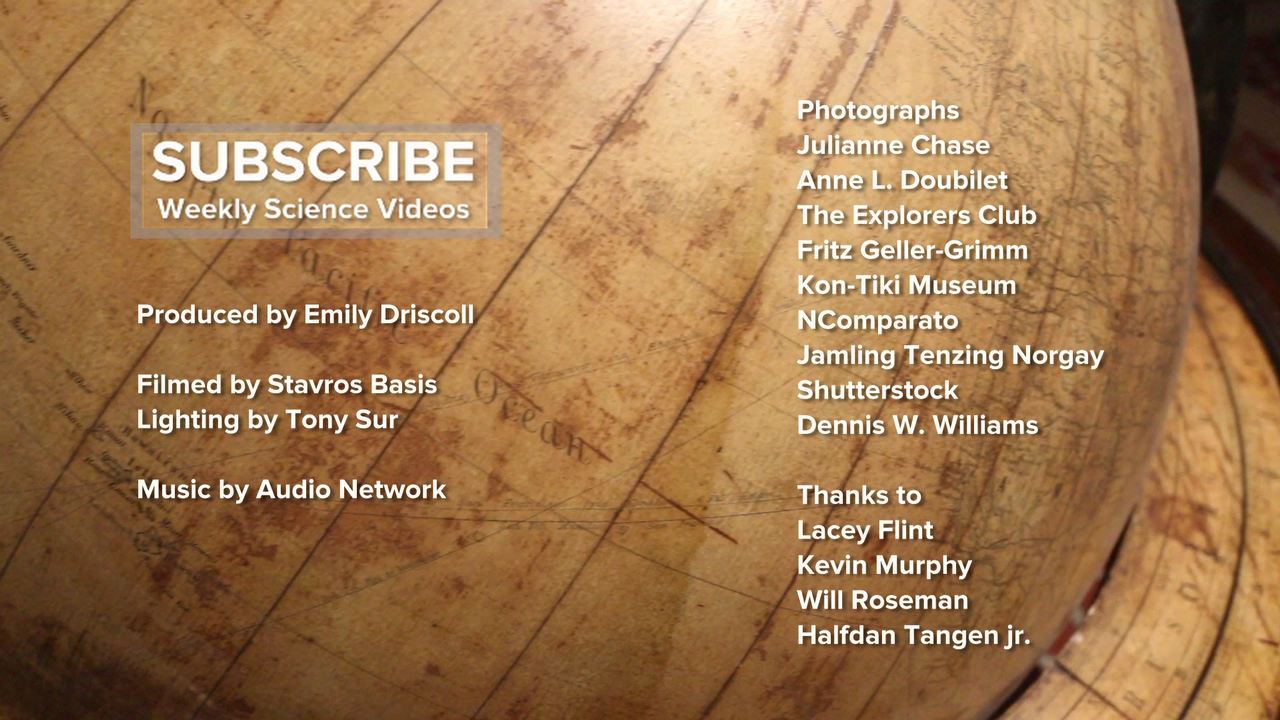 SUBSCRIBE
Weekly Science Videos
Produced by Emily Driscoll
Filmed by Stavros Basis
Lighting by Tony Sur
Music by Audio Network
Photographs
Julianne Chase
Anne L. Doubilet
The Explorers Club
Fritz Geller-Grimm
Kon-Tiki Museum
NComparato
Jamling Tenzing Norgay
Shutterstock
Dennis W. Williams
Thanks to
Lacey Flint
Kevin Murphy
Will Roseman
Halfdan Tangen jr.
Pacific
Ocean